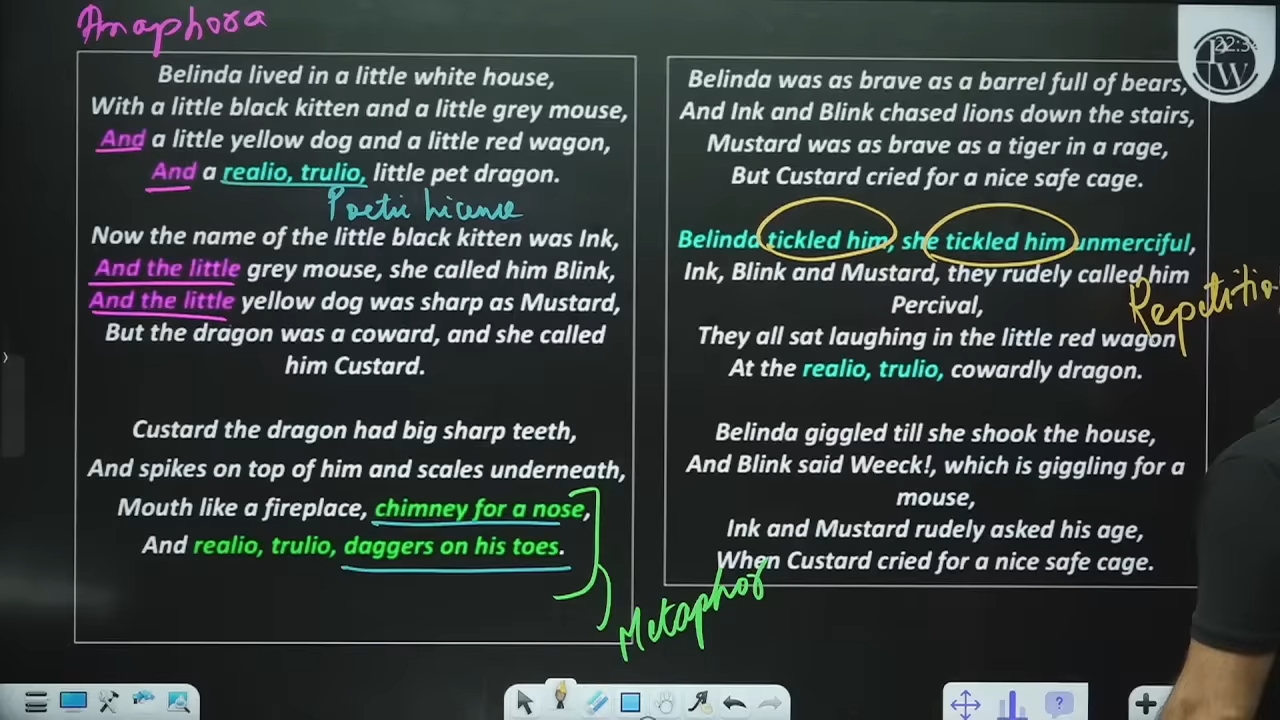 Anaphora
Belinda lived in a little white house,
With a little black kitten and a little grey mouse,
And a little yellow dog and a little red wagon,
And a realio, trulio, little pet dragon.
Poetic License
Now the name of the little black kitten was Ink,
And the little grey mouse, she called him Blink,
And the little yellow dog was sharp as Mustard,
But the dragon was a coward, and she called
him Custard.
Custard the dragon had big sharp teeth,
And spikes on top of him and scales underneath,
Mouth like a fireplace, chimney for a nose,
And realio, trulio, daggers on his toes.
Metaphor
Belinda was as brave as a barrel full of bears,
And Ink and Blink chased lions down the stairs,
Mustard was as brave as a tiger in a rage,
But Custard cried for a nice safe cage.
Belinda tickled him, she tickled him unmerciful,
Ink, Blink and Mustard, they rudely called him
Percival,
Repetitio
They all sat laughing in the little red wagon
At the realio, trulio, cowardly dragon.
Belinda giggled till she shook the house,
And Blink said Weeck!, which is giggling for a
mouse,
Ink and Mustard rudely asked his age,
When Custard cried for a nice safe cage.